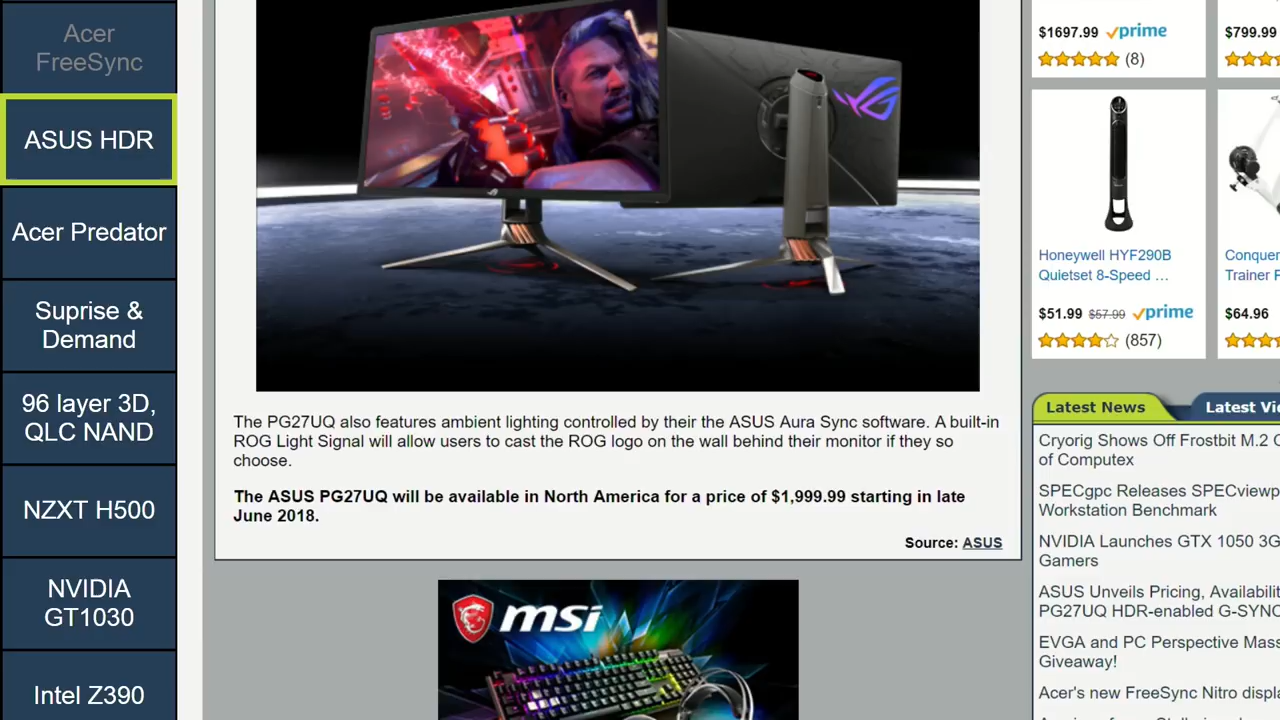 Acer
FreeSync
ASUS HDR
Acer Predator
Suprise &
Demand
96 layer 3D,
QLC NAND
NZXT H500
NVIDIA
GT1030
Intel Z390
The PG27UQ also features ambient lighting controlled by their the ASUS Aura Sync software. A built-in
ROG Light Signal will allow users to cast the ROG logo on the wall behind their monitor if they so
choose.
The ASUS PG27UQ will be available in North America for a price of $1,999.99 starting in late
June 2018.
Source: ASUS
msi
$1697.99 prime
(8)
$799.99
Honeywell HYF290B
Quietset 8-Speed ...
$51.99 $57.99 prime
(857)
Conquer
Trainer
$64.96
Latest News
Latest
Cryorig Shows Off Frostbit M.2
of Computex
SPECgpc Releases SPECviewp
Workstation Benchmark
NVIDIA Launches GTX 1050 3G
Gamers
ASUS Unveils Pricing, Availabilit
PG27UQ HDR-enabled G-SYNC
EVGA and PC Perspective Mass
Giveaway!
Acer's new FreeSync Nitro displa